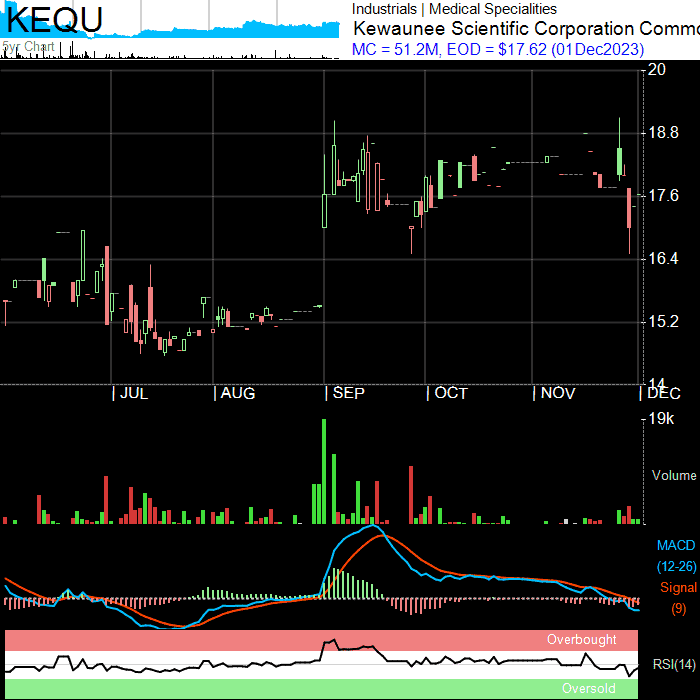 KEQU
5yr Chart
Industrials | Medical Specialities
Kewaunee Scientific Corporation Commo
MC = 51.2M, EOD = $17.62 (01Dec2023)
20
18.8
17.6
16.4
15.2
14
JUL
AUG
SEP
OCT
NOV
DEC
19k
Volume
MACD
(12-26)
Signal
(9)
Overbought
RSI(14)
Oversold